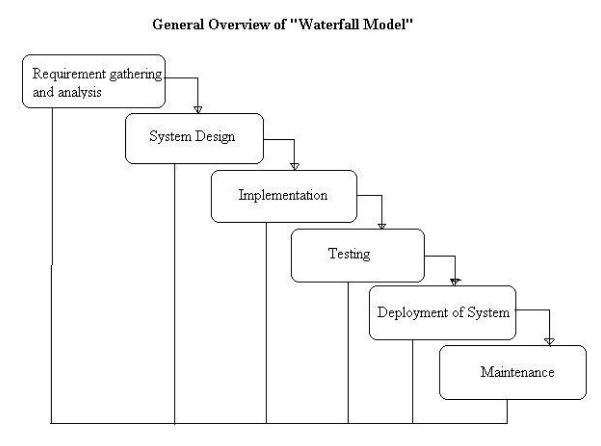 General Overview of "Waterfall Model"
Requirement gathering
and analysis
System Design
Implementation
Testing
Deployment of System
Maintenance